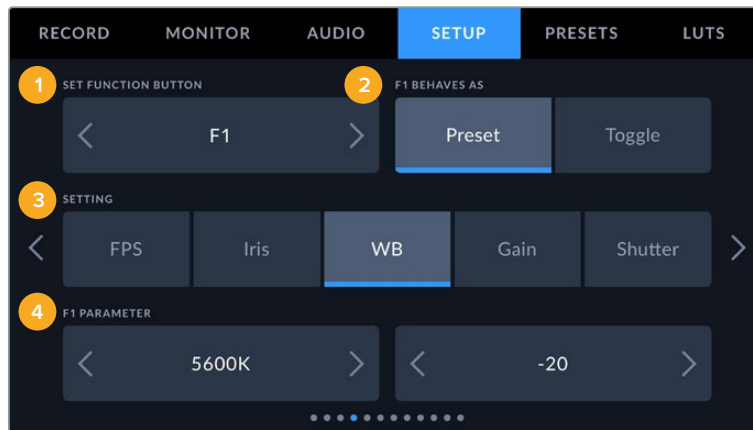 RECORD MONITOR AUDIO SETUP PRESETS LUTS
1 SET FUNCTION BUTTON 2 F1 BEHAVES AS
F1 Preset Toggle
3 SETTING
FPS Iris WB Gain Shutter
4 F1 PARAMETER
5600K -20